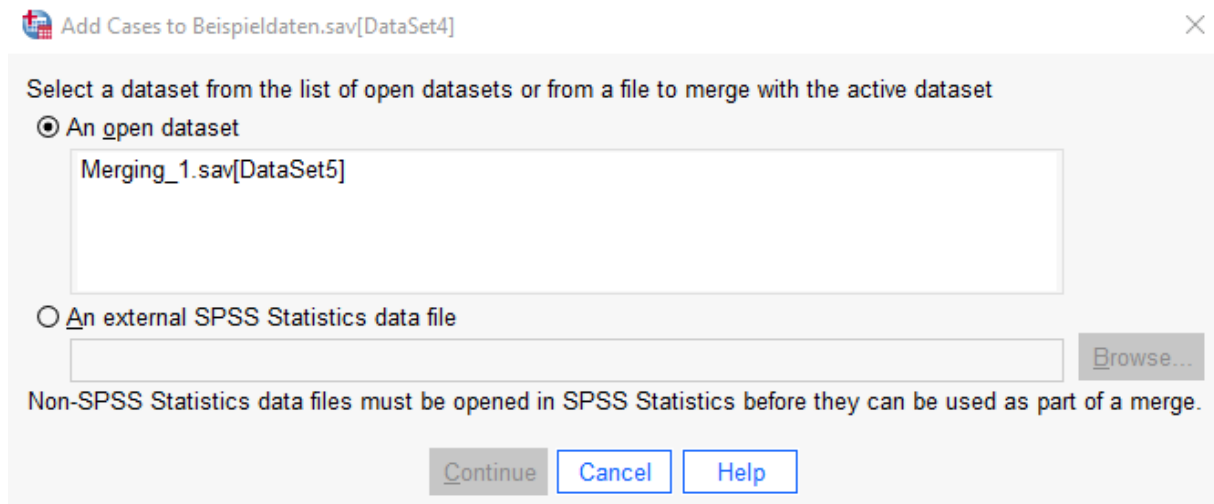 Add Cases to Beispieldaten.sav[DataSet4]
Select a dataset from the list of open datasets or from a file to merge with the active dataset
An open dataset
Merging_1.sav[DataSet5]
An external SPSS Statistics data file
Browse...
Non-SPSS Statistics data files must be opened in SPSS Statistics before they can be used as part of a merge.
Continue Cancel Help